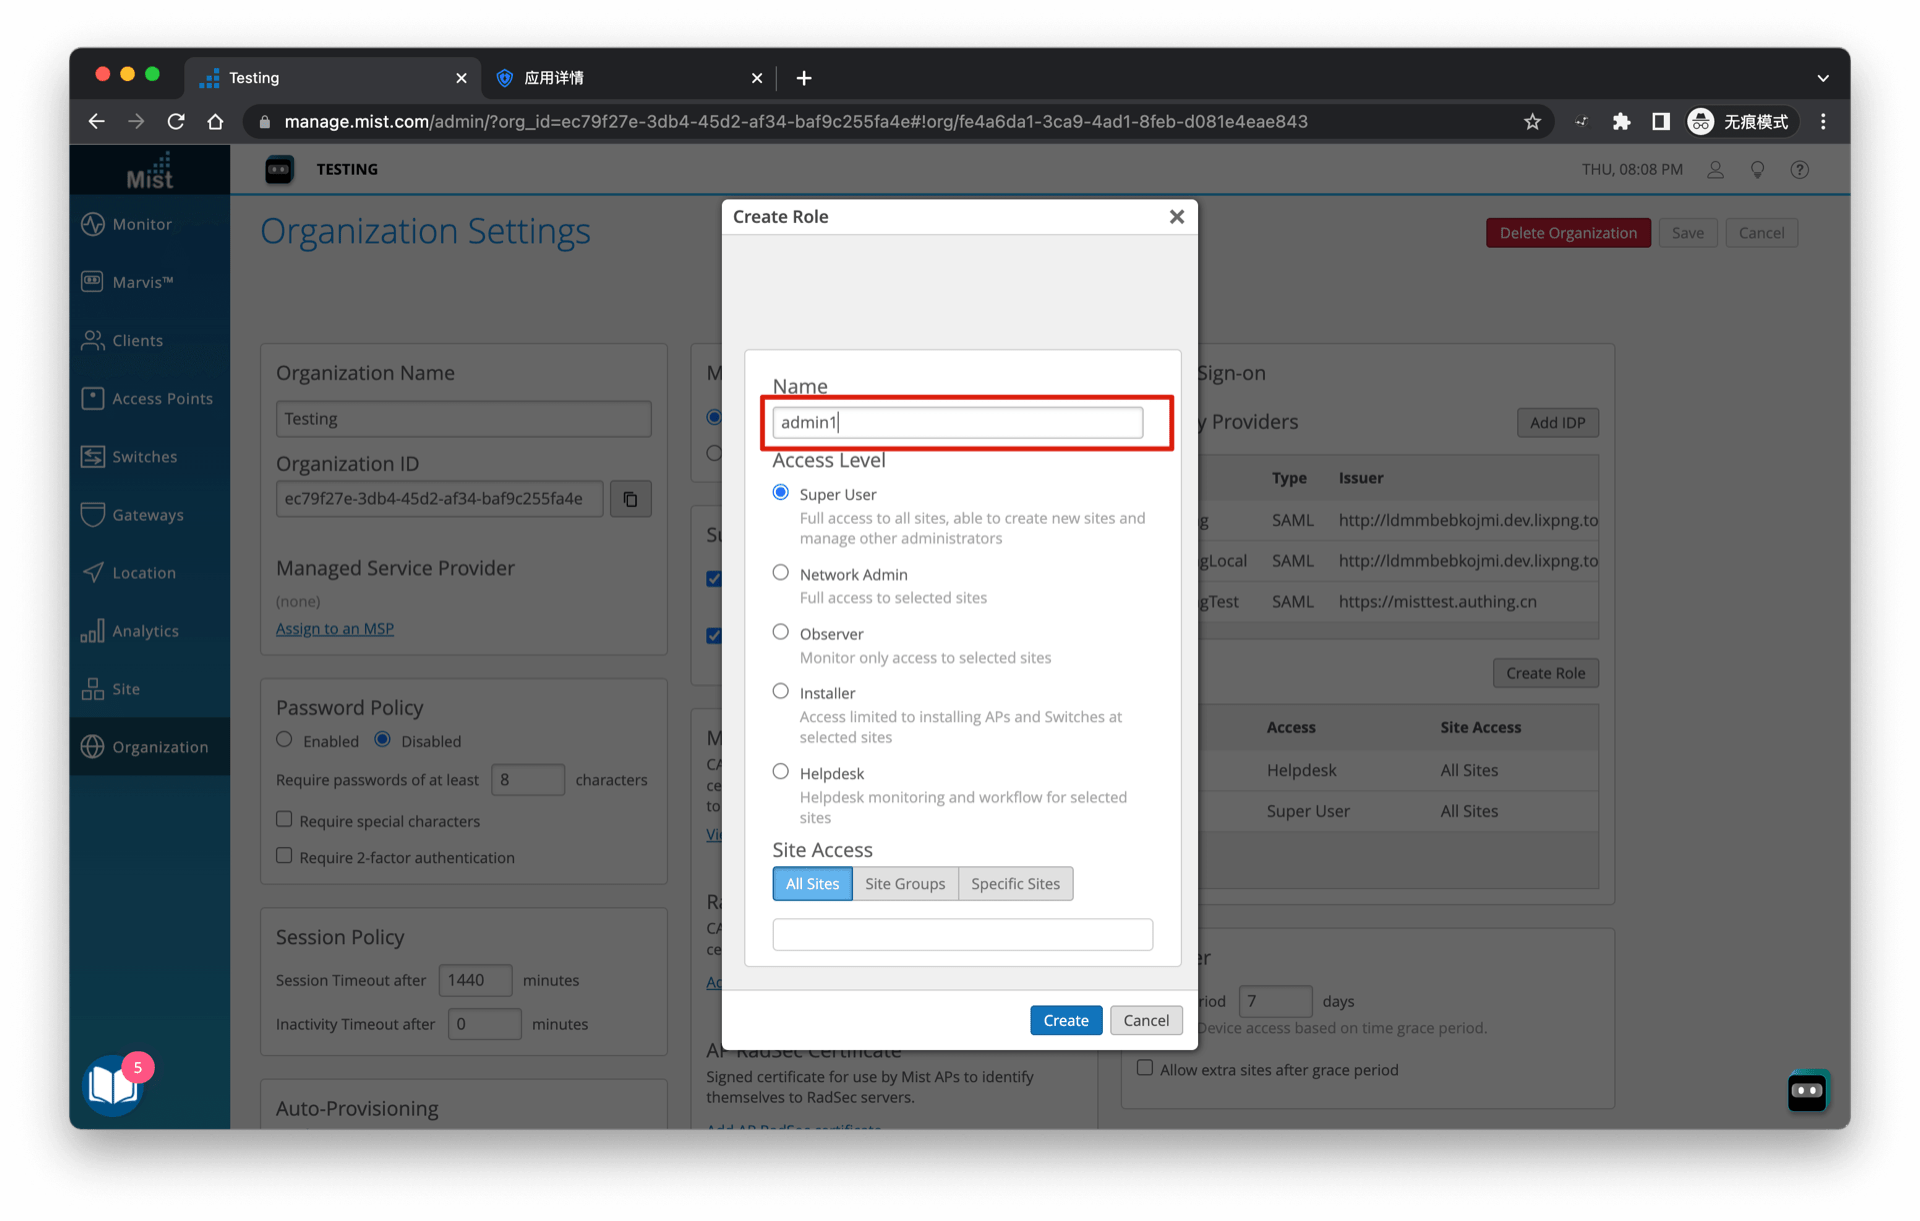 Testing
应用详情
manage.mist.com/admin/?org_id=ec79f27e-3db4-45d2-af34-baf9c255fa4e#!org/fe4a6da1-3ca9-4ad1-8feb-d081e4eae843
无痕模式
Mist
TESTING
THU, 08:08 PM
Monitor
Marvis™
Clients
Access Points
Switches
Gateways
Location
Analytics
Site
Organization
5
Organization Settings
Delete Organization
Save
Cancel
Organization Name
Testing
Organization ID
ec79f27e-3db4-45d2-af34-baf9c255fa4e
Managed Service Provider
(none)
Assign to an MSP
Password Policy
Enabled Disabled
Require passwords of at least 8 characters
Require special characters
Require 2-factor authentication
Session Policy
Session Timeout after 1440 minutes
Inactivity Timeout after 0 minutes
Auto-Provisioning
Create Role
Name
admin1
Access Level
Super User
Full access to all sites, able to create new sites and
manage other administrators
Network Admin
Full access to selected sites
Observer
Monitor only access to selected sites
Installer
Access limited to installing APs and Switches at
selected sites
Helpdesk
Helpdesk monitoring and workflow for selected
sites
Site Access
All Sites Site Groups Specific Sites
Create Cancel
AP RadSec Certificate
Signed certificate for use by Mist APs to identify
themselves to RadSec servers.
Add AP RadSec certificate
Sign-on
y Providers
Add IDP
Type Issuer
g SAML http://ldmmbebkojmi.dev.lixpng.to
gLocal SAML http://ldmmbebkojmi.dev.lixpng.to
gTest SAML https://misttest.authing.cn
Create Role
Access Site Access
Helpdesk All Sites
Super User All Sites
er
riod 7 days
Device access based on time grace period.
Allow extra sites after grace period